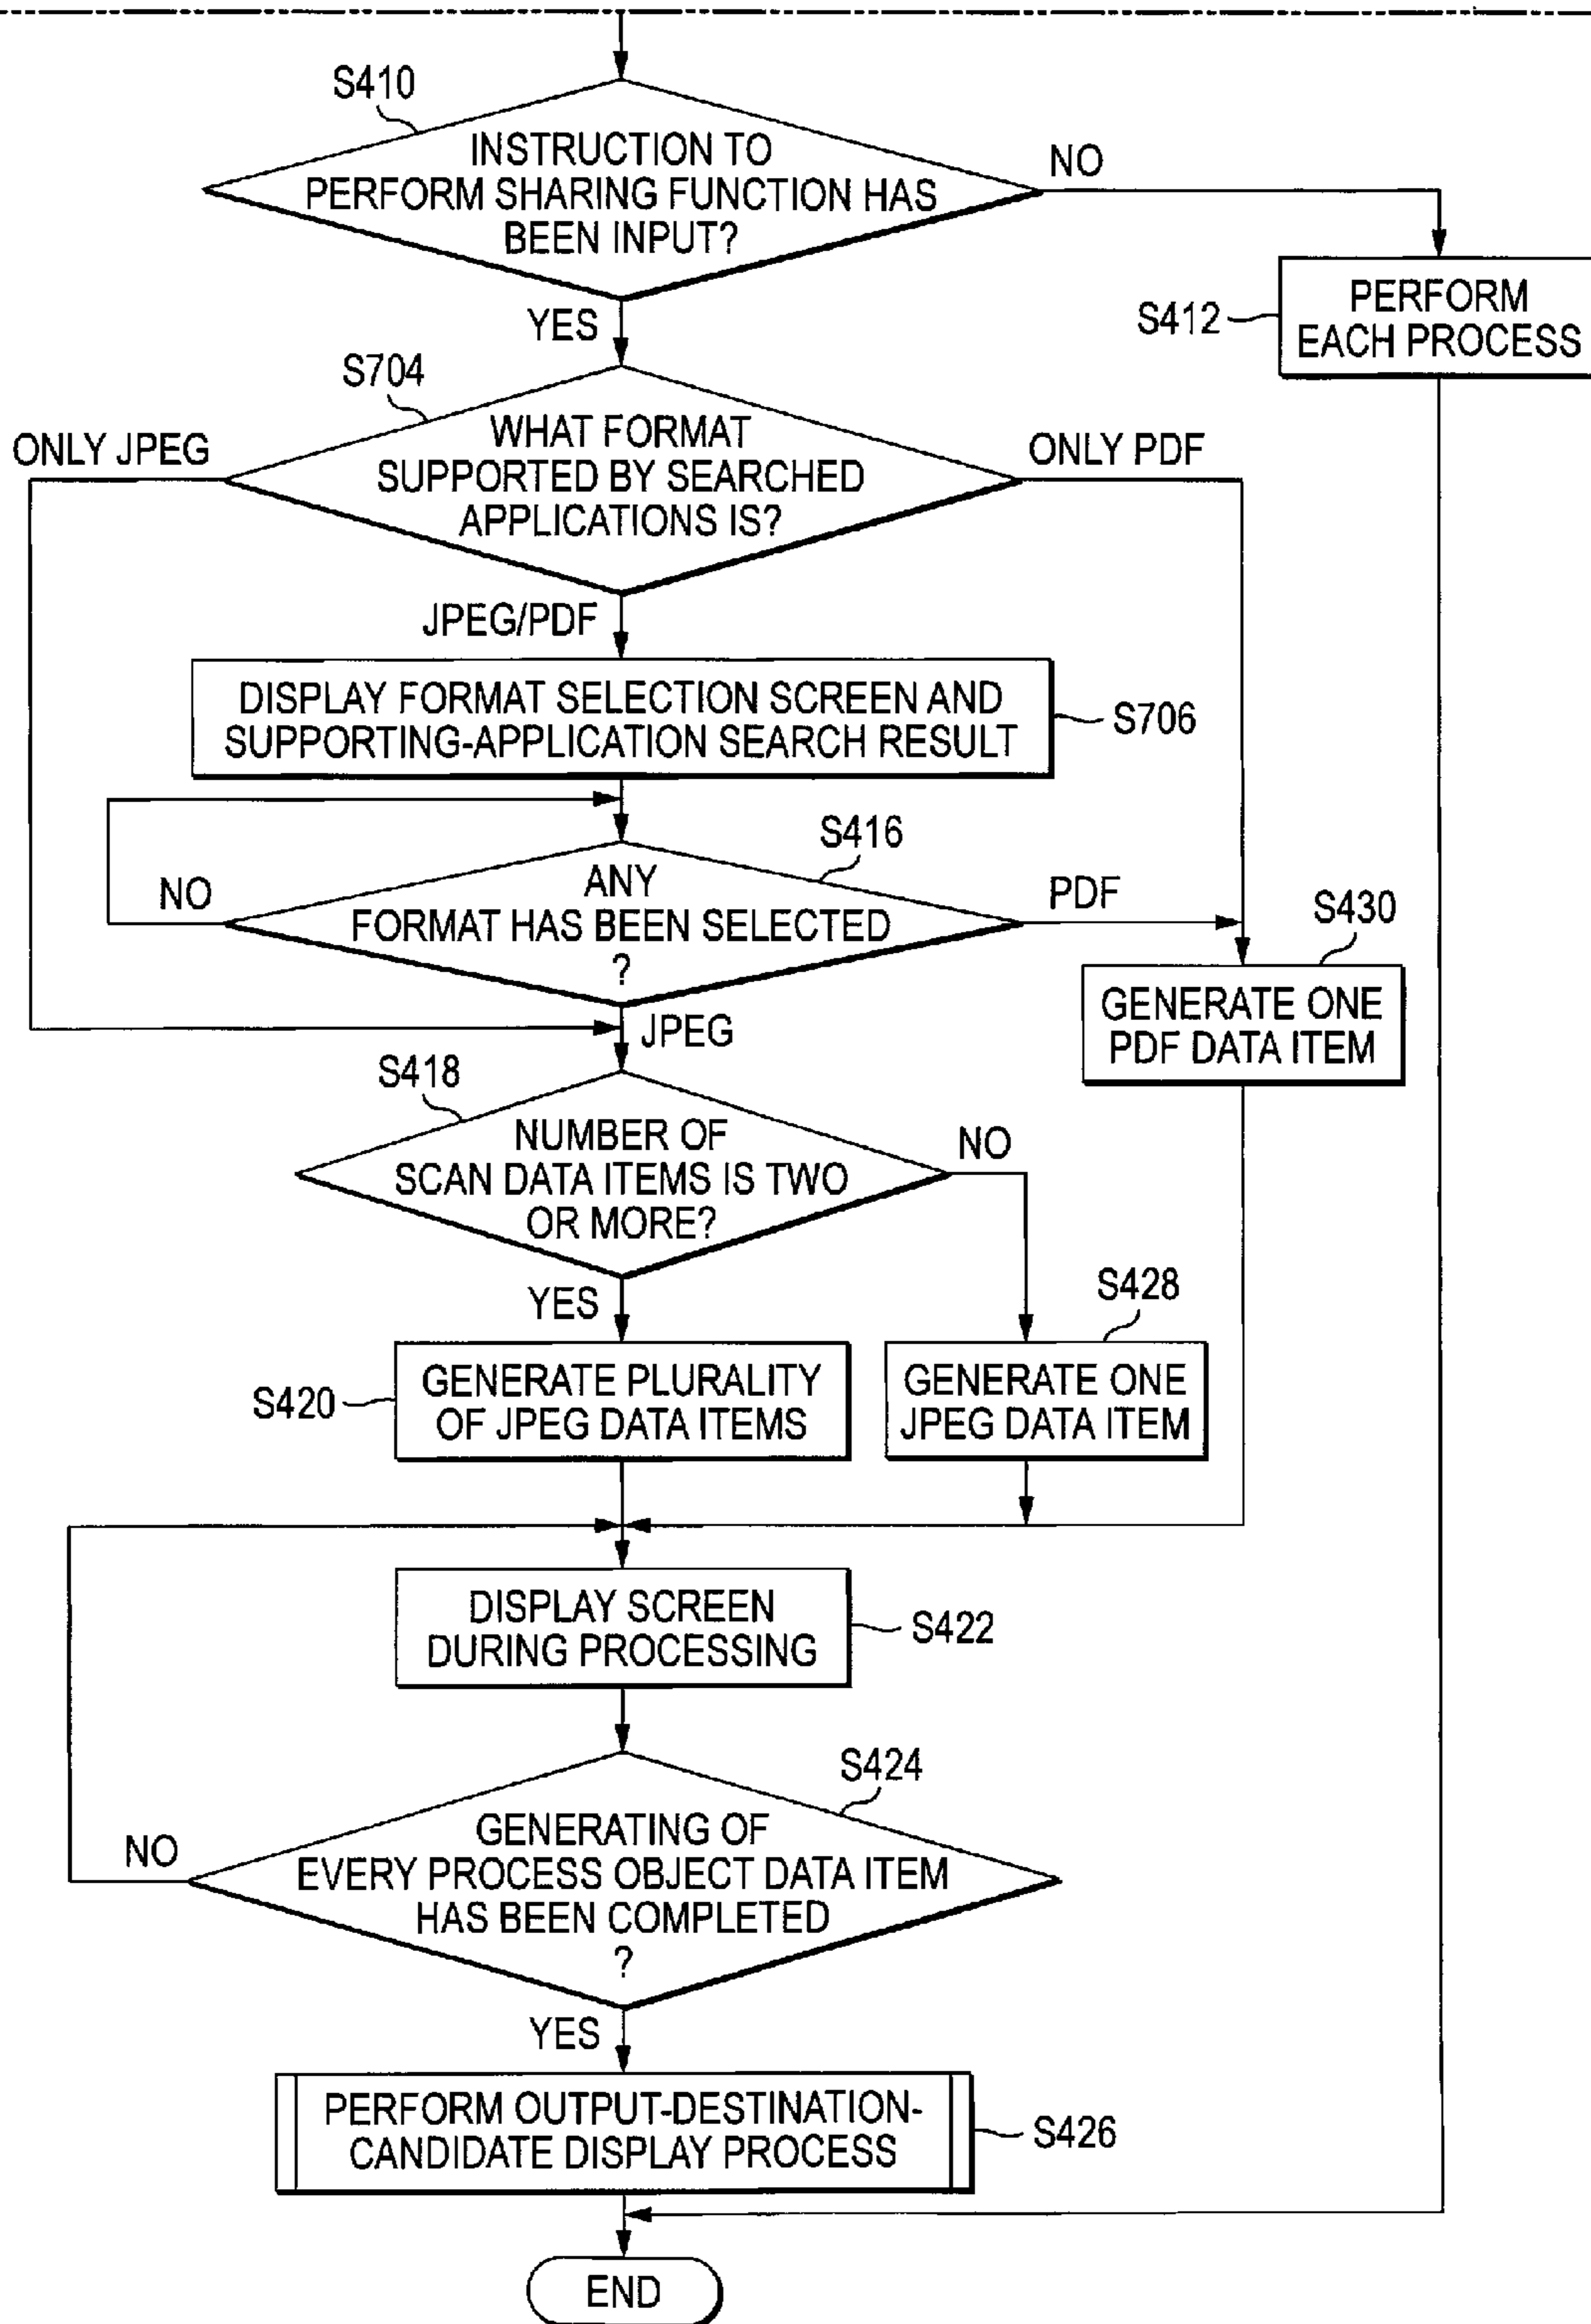 S410
INSTRUCTION TO
PERFORM SHARING FUNCTION HAS
BEEN INPUT?
NO
YES
S412
PERFORM
EACH PROCESS
S704
WHAT FORMAT
SUPPORTED BY SEARCHED
APPLICATIONS IS?
ONLY JPEG
ONLY PDF
JPEG/PDF
DISPLAY FORMAT SELECTION SCREEN AND
SUPPORTING-APPLICATION SEARCH RESULT
S706
S416
ANY
FORMAT HAS BEEN SELECTED
?
NO
PDF
JPEG
S430
GENERATE ONE
PDF DATA ITEM
S418
NUMBER OF
SCAN DATA ITEMS IS TWO
OR MORE?
NO
YES
S428
S420
GENERATE PLURALITY
OF JPEG DATA ITEMS
GENERATE ONE
JPEG DATA ITEM
DISPLAY SCREEN
DURING PROCESSING
S422
S424
GENERATING OF
EVERY PROCESS OBJECT DATA ITEM
HAS BEEN COMPLETED
?
NO
YES
PERFORM OUTPUT-DESTINATION-
CANDIDATE DISPLAY PROCESS
S426
END